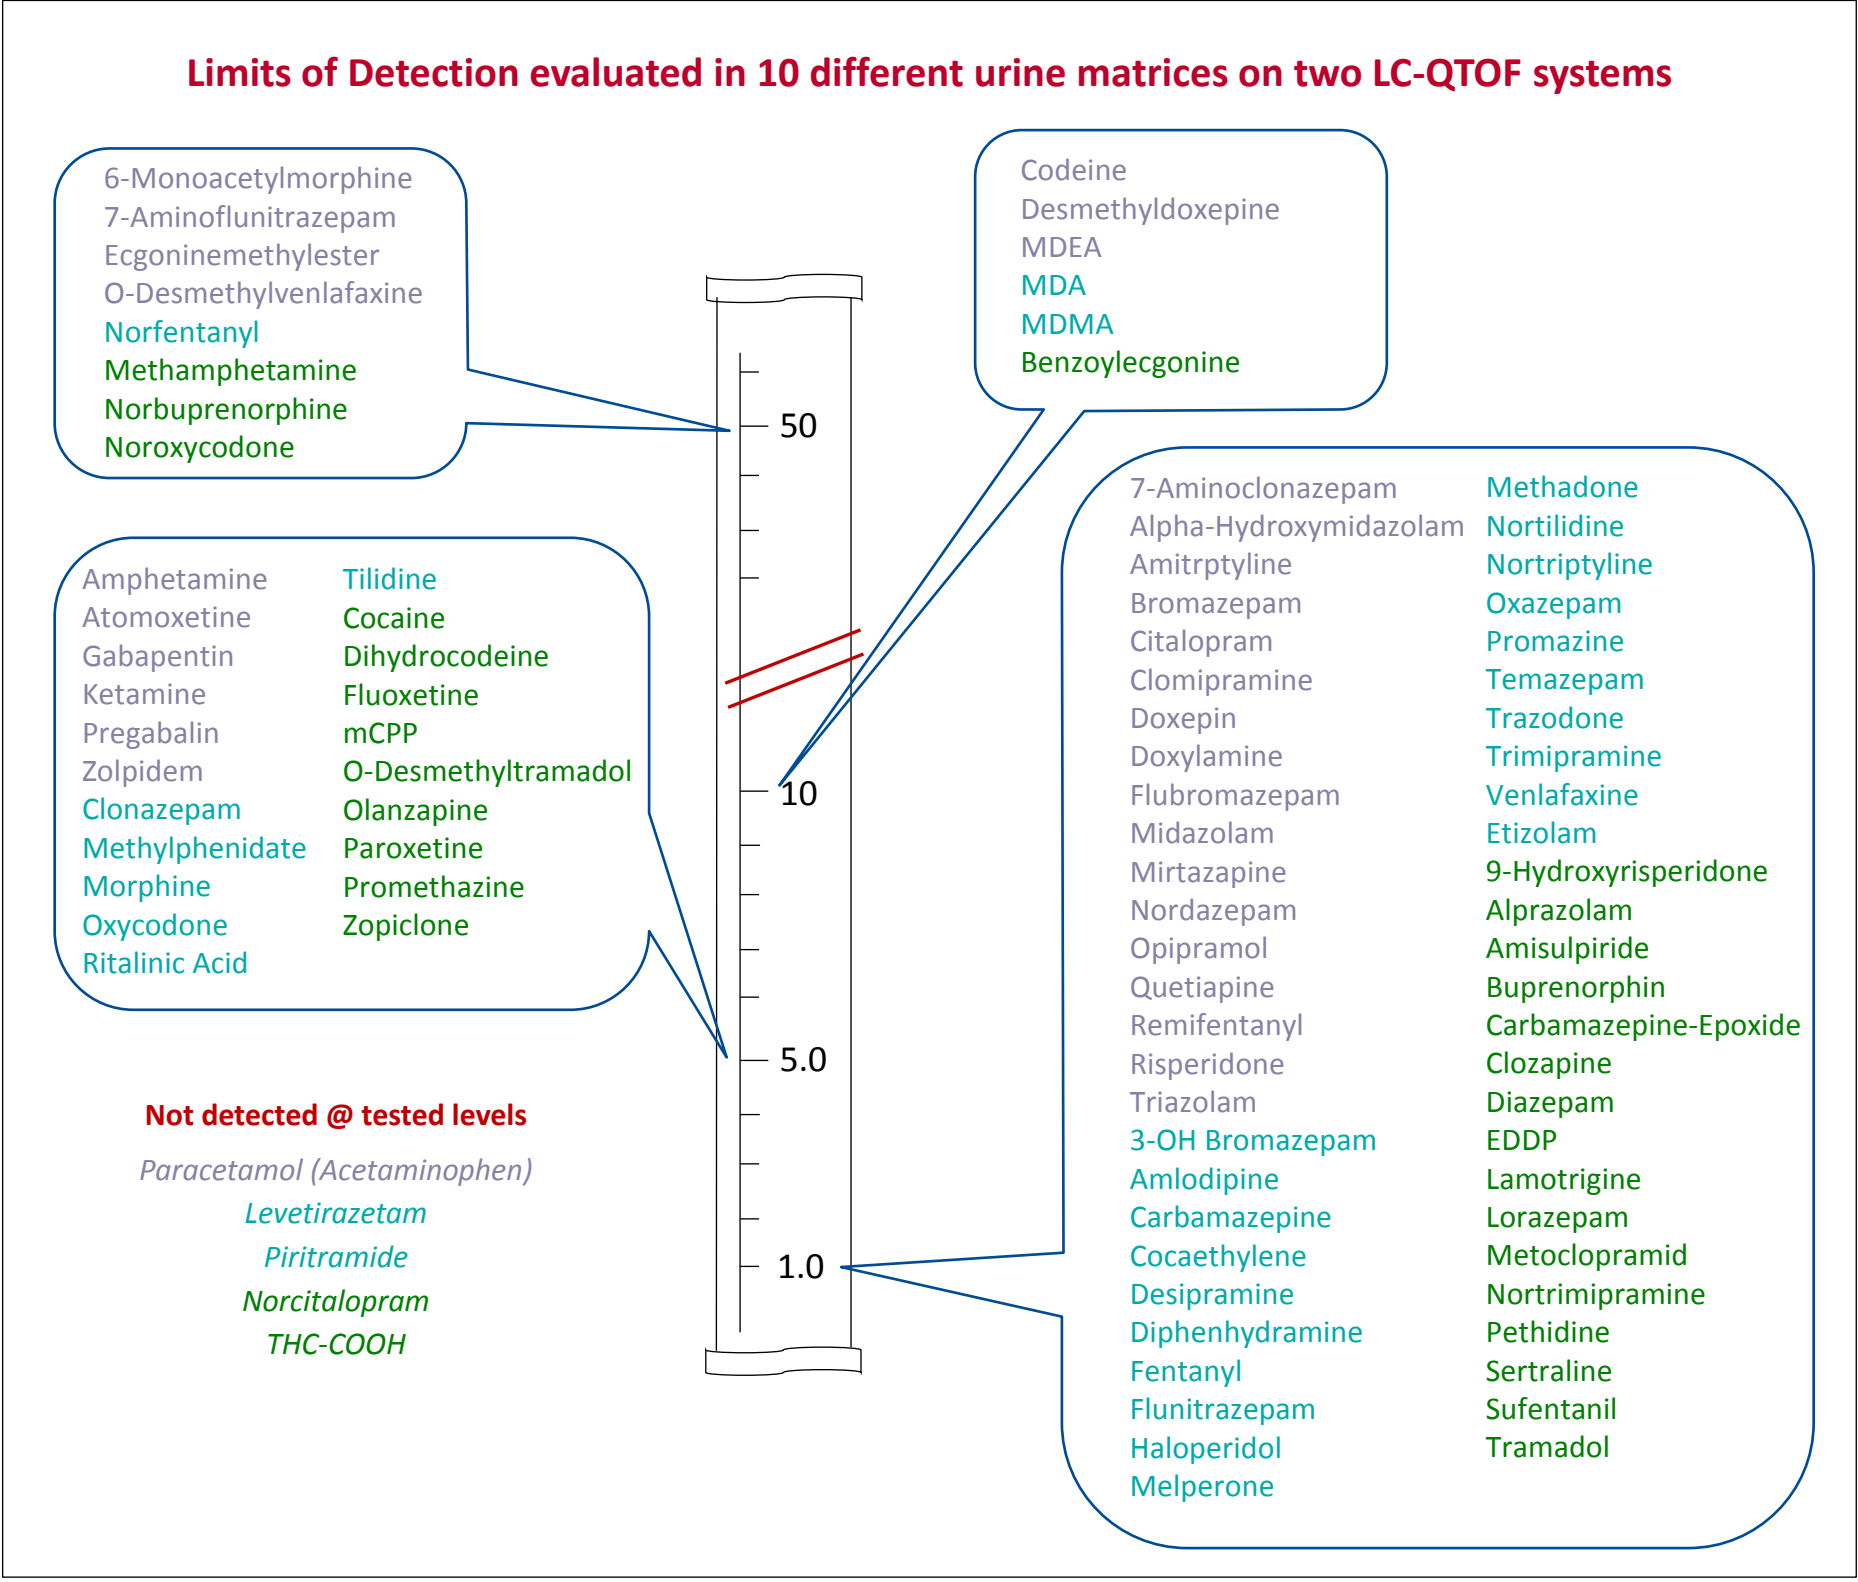 Limits of Detection evaluated in 10 different urine matrices on two LC-QTOF systems
6-Monoacetylmorphine
7-Aminoflunitrazepam
Ecgoninemethylester
O-Desmethylvenlafaxine
Norfentanyl
Methamphetamine
Norbuprenorphine
Noroxycodone
Codeine
Desmethyldoxepine
MDEA
MDA
MDMA
Benzoylecgonine
50
10
5.0
1.0
Amphetamine
Atomoxetine
Gabapentin
Ketamine
Pregabalin
Zolpidem
Clonazepam
Methylphenidate
Morphine
Oxycodone
Ritalinic Acid
Tilidine
Cocaine
Dihydrocodeine
Fluoxetine
mCPP
O-Desmethyltramadol
Olanzapine
Paroxetine
Promethazine
Zopiclone
7-Aminoclonazepam
Alpha-Hydroxymidazolam
Amitrptyline
Bromazepam
Citalopram
Clomipramine
Doxepin
Doxylamine
Flubromazepam
Midazolam
Mirtazapine
Nordazepam
Opipramol
Quetiapine
Remifentanyl
Risperidone
Triazolam
3-OH Bromazepam
Amlodipine
Carbamazepine
Cocaethylene
Desipramine
Diphenhydramine
Fentanyl
Flunitrazepam
Haloperidol
Melperone
Methadone
Nortilidine
Nortriptyline
Oxazepam
Promazine
Temazepam
Trazodone
Trimipramine
Venlafaxine
Etizolam
9-Hydroxyrisperidone
Alprazolam
Amisulpiride
Buprenorphin
Carbamazepine-Epoxide
Clozapine
Diazepam
EDDP
Lamotrigine
Lorazepam
Metoclopramid
Nortrimipramine
Pethidine
Sertraline
Sufentanil
Tramadol
Not detected @ tested levels
Paracetamol (Acetaminophen)
Levetirazetam
Piritramide
Norcitalopram
THC-COOH